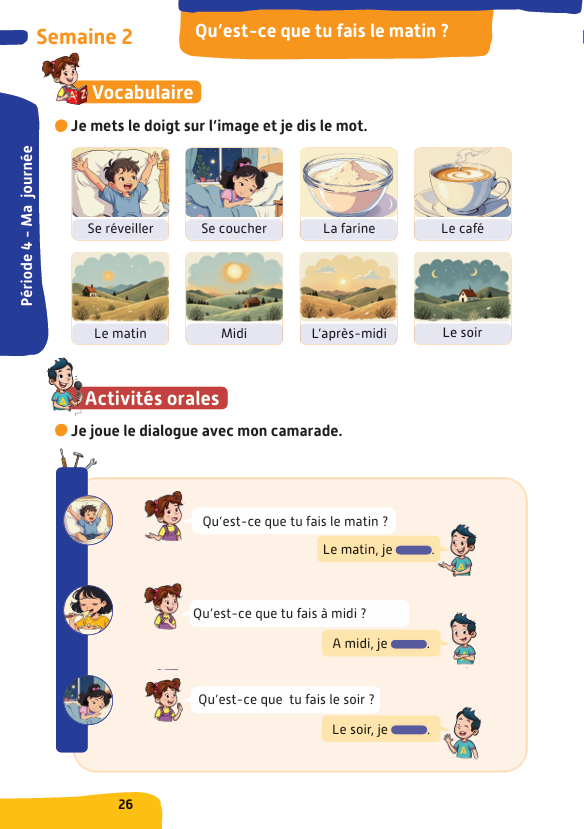 Semaine 2
Qu'est-ce que tu fais le matin ?
Vocabulaire
Je mets le doigt sur l'image et je dis le mot.
Se réveiller
Se coucher
La farine
Le café
Le matin
Midi
L'après-midi
Le soir
Période 4 - Ma journée
Activités orales
Je joue le dialogue avec mon camarade.
Qu'est-ce que tu fais le matin ?
Le matin, je .
Qu'est-ce que tu fais à midi ?
A midi, je .
Qu'est-ce que tu fais le soir ?
Le soir, je .
26